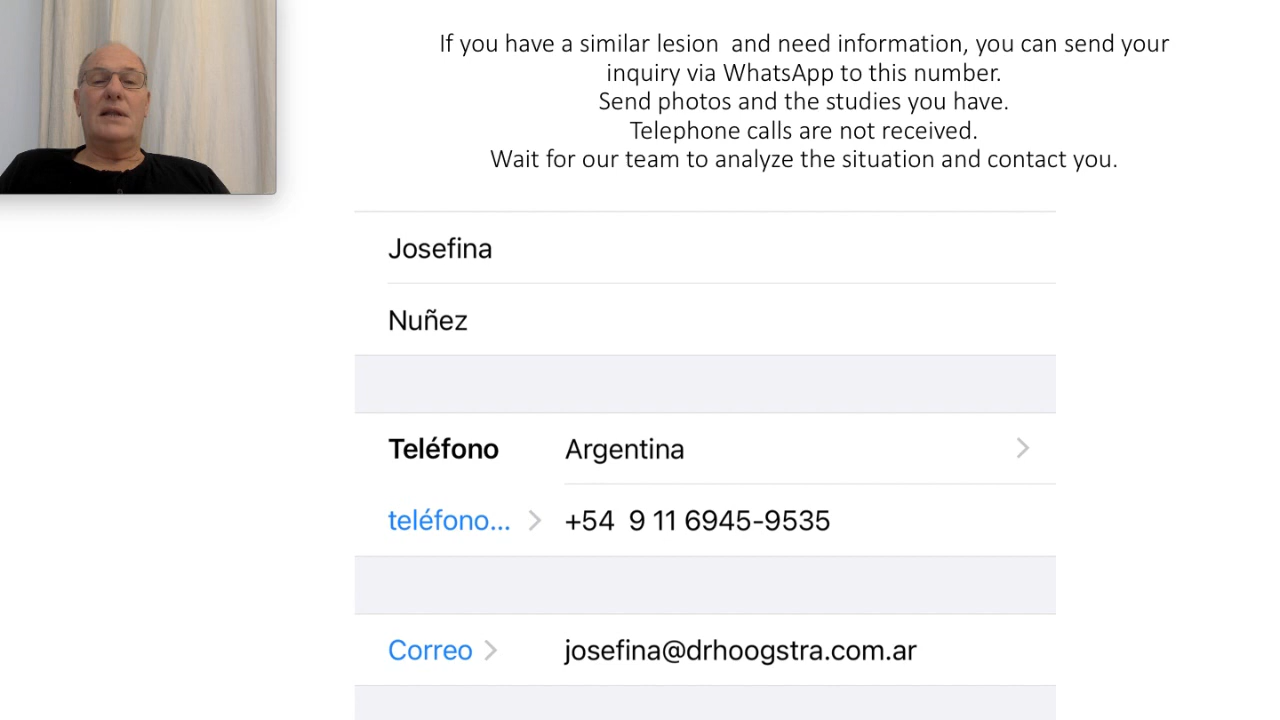 If you have a similar lesion and need information, you can send your
inquiry via WhatsApp to this number.
Send photos and the studies you have.
Telephone calls are not received.
Wait for our team to analyze the situation and contact you.
Josefina
Nuñez
Teléfono Argentina
teléfono... +54 9 11 6945-9535
Correo josefina@drhoogstra.com.ar